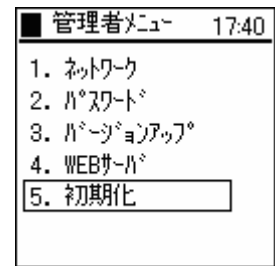 ■ 管理者ﾒﾆｭｰ 17:40
1. ﾈｯﾄﾜｰｸ
2. ﾊﾟｽﾜｰﾄﾞ
3. ﾊﾞｰｼﾞｮﾝｱｯﾌﾟ
4. WEBｻｰﾊﾞ
5. 初期化